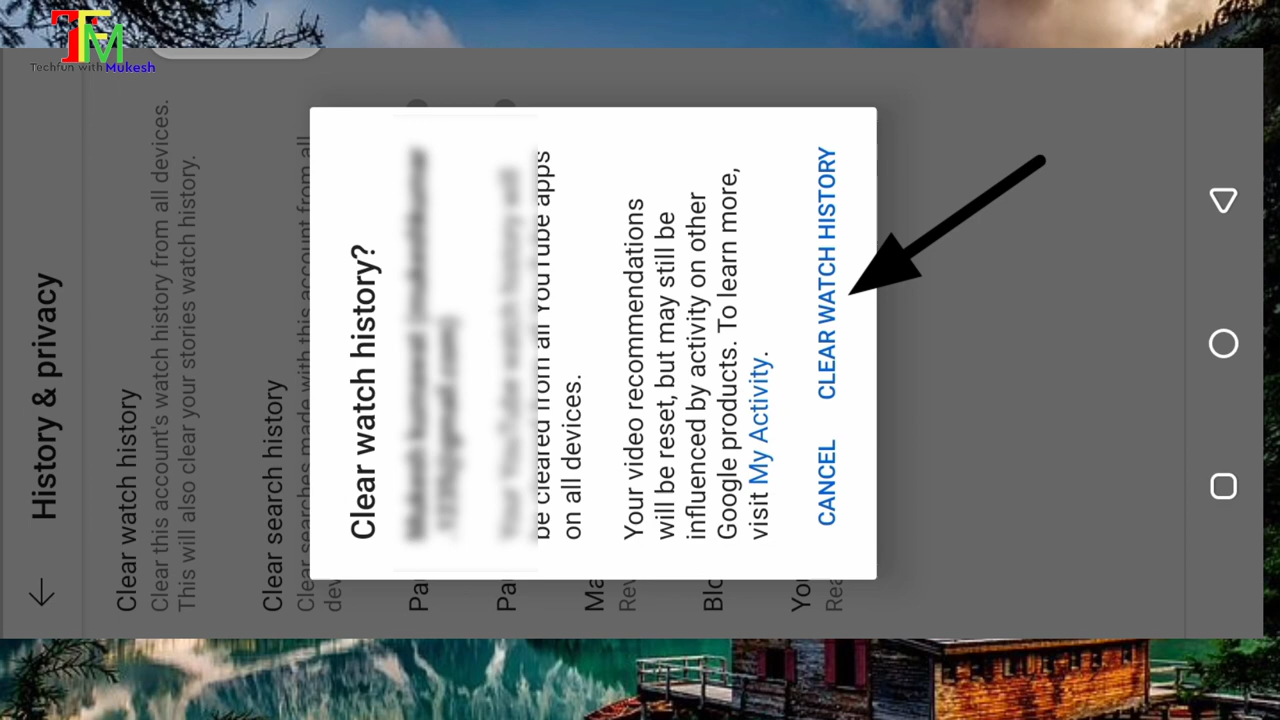 TFM
Techfun with Mukesh
History & privacy
Clear watch history
Clear this account's watch history from all devices.
This will also clear your stories watch history.
Clear search history
Clear searches made with this account from all
Clear watch history?
be cleared from all YouTube apps
on all devices.
Your video recommendations
will be reset, but may still be
influenced by activity on other
Google products. To learn more,
visit My Activity.
CANCEL CLEAR WATCH HISTORY